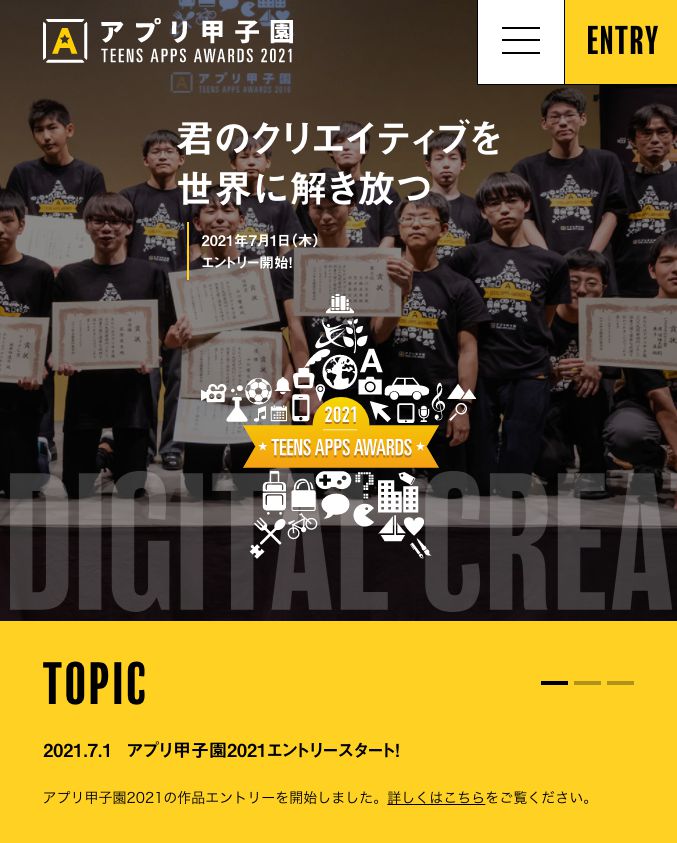 アプリ甲子園
TEENS APPS AWARDS 2021
ENTRY
アプリ甲子園
君のクリエイティブを
世界に解き放つ
2021年7月1日(木)
エントリー開始!
A
2021
TEENS APPS AWARDS
DIGITAL CREA
TOPIC
2021.7.1 アプリ甲子園2021エントリースタート!
アプリ甲子園2021の作品エントリーを開始しました。詳しくはこちらをご覧ください。